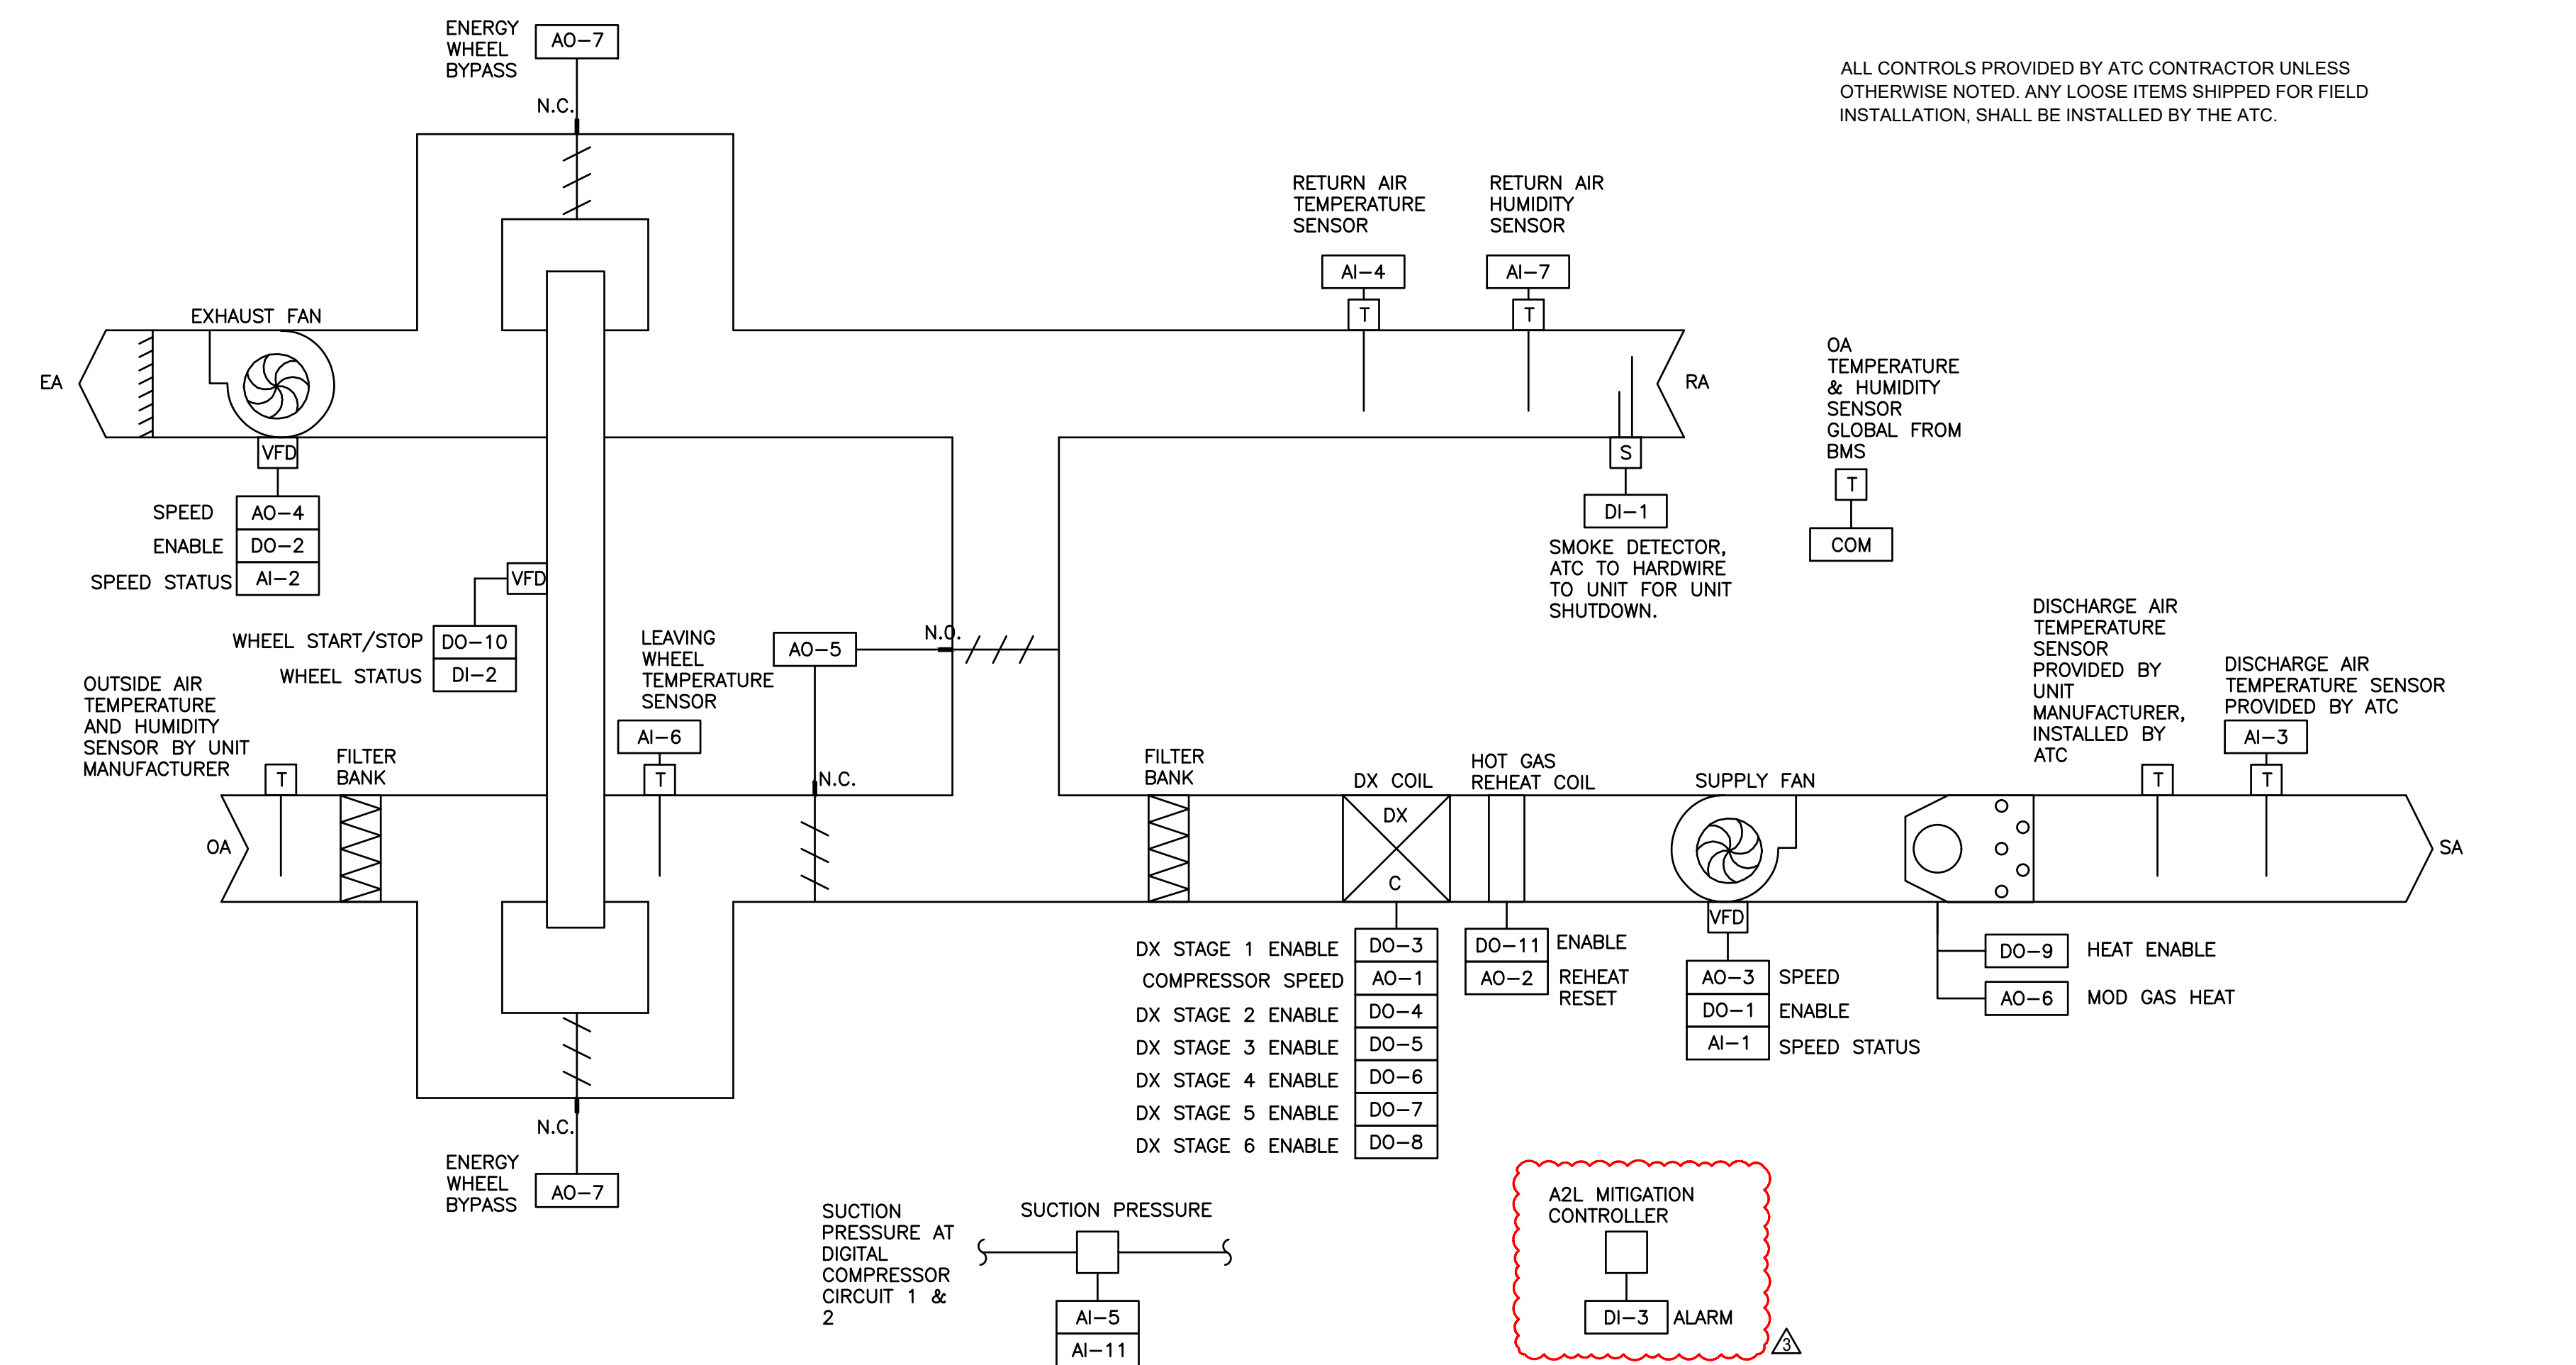 ENERGY
WHEEL
BYPASS
AO-7
N.C.
ALL CONTROLS PROVIDED BY ATC CONTRACTOR UNLESS
OTHERWISE NOTED. ANY LOOSE ITEMS SHIPPED FOR FIELD
INSTALLATION, SHALL BE INSTALLED BY THE ATC.
RETURN AIR
TEMPERATURE
SENSOR
AI-4
T
RETURN AIR
HUMIDITY
SENSOR
AI-7
T
EXHAUST FAN
EA
VFD
SPEED
AO-4
ENABLE
DO-2
SPEED STATUS
AI-2
RA
S
DI-1
SMOKE DETECTOR,
ATC TO HARDWIRE
TO UNIT FOR UNIT
SHUTDOWN.
OA
TEMPERATURE
& HUMIDITY
SENSOR
GLOBAL FROM
BMS
T
COM
VFD
WHEEL START/STOP
DO-10
WHEEL STATUS
DI-2
LEAVING
WHEEL
TEMPERATURE
SENSOR
AI-6
T
AO-5
N.O.
N.C.
OUTSIDE AIR
TEMPERATURE
AND HUMIDITY
SENSOR BY UNIT
MANUFACTURER
T
FILTER
BANK
OA
FILTER
BANK
DX COIL
DX
C
HOT GAS
REHEAT COIL
SUPPLY FAN
DISCHARGE AIR
TEMPERATURE
SENSOR
PROVIDED BY
UNIT
MANUFACTURER,
INSTALLED BY
ATC
T
DISCHARGE AIR
TEMPERATURE SENSOR
PROVIDED BY ATC
AI-3
T
SA
DX STAGE 1 ENABLE
DO-3
COMPRESSOR SPEED
AO-1
DX STAGE 2 ENABLE
DO-4
DX STAGE 3 ENABLE
DO-5
DX STAGE 4 ENABLE
DO-6
DX STAGE 5 ENABLE
DO-7
DX STAGE 6 ENABLE
DO-8
DO-11
ENABLE
AO-2
REHEAT
RESET
VFD
AO-3
SPEED
DO-1
ENABLE
AI-1
SPEED STATUS
DO-9
HEAT ENABLE
AO-6
MOD GAS HEAT
N.C.
ENERGY
WHEEL
BYPASS
AO-7
SUCTION
PRESSURE AT
DIGITAL
COMPRESSOR
CIRCUIT 1 &
2
SUCTION PRESSURE
AI-5
AI-11
A2L MITIGATION
CONTROLLER
DI-3
ALARM
3